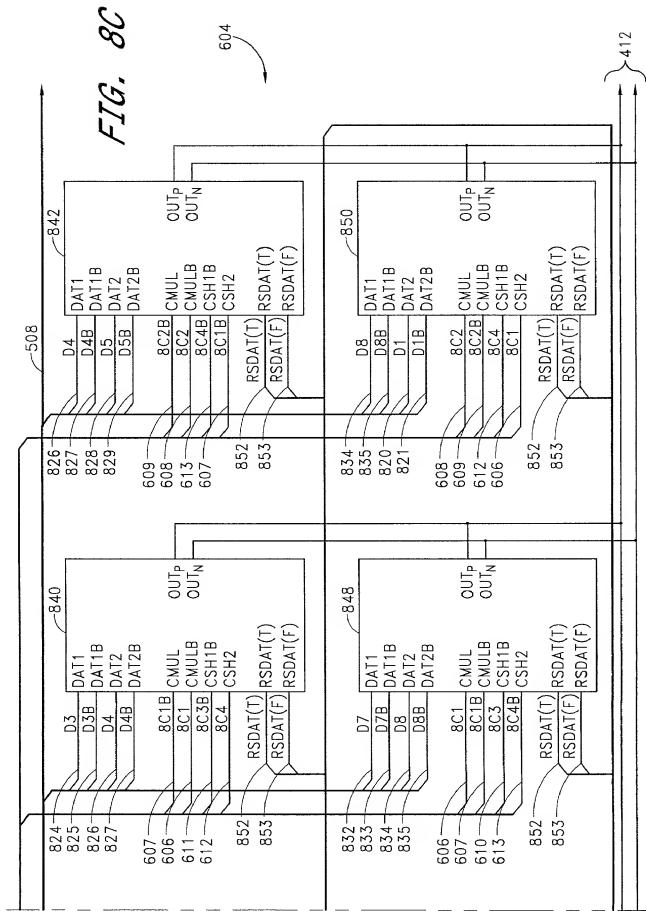 FIG. 8C
604
508
412
842
D4 DAT1
D4B DAT1B
D5 DAT2
D5B DAT2B
8C2B CMUL
8C2 CMULB
8C4B CSH1B
8C1B CSH2
RSDAT(T) RSDAT(T)
RSDAT(F) RSDAT(F)
OUTP
OUTN
826
827
828
829
609
608
613
607
852
853
850
D8 DAT1
D8B DAT1B
D1 DAT2
D1B DAT2B
8C2 CMUL
8C2B CMULB
8C4 CSH1B
8C1 CSH2
RSDAT(T) RSDAT(T)
RSDAT(F) RSDAT(F)
OUTP
OUTN
834
835
820
821
608
609
612
606
852
853
840
D3 DAT1
D3B DAT1B
D4 DAT2
D4B DAT2B
8C1B CMUL
8C1 CMULB
8C3B CSH1B
8C4 CSH2
RSDAT(T) RSDAT(T)
RSDAT(F) RSDAT(F)
OUTP
OUTN
824
825
826
827
607
606
611
612
852
853
848
D7 DAT1
D7B DAT1B
D8 DAT2
D8B DAT2B
8C1 CMUL
8C1B CMULB
8C3 CSH1B
8C4B CSH2
RSDAT(T) RSDAT(T)
RSDAT(F) RSDAT(F)
OUTP
OUTN
832
833
834
835
606
607
610
613
852
853